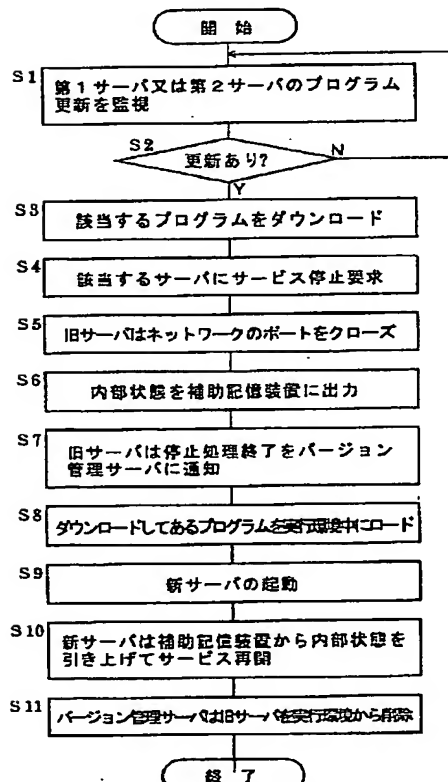 開始
S1
第1サーバ又は第2サーバのプログラム
更新を監視
S2
更新あり?
N
Y
S3
該当するプログラムをダウンロード
S4
該当するサーバにサービス停止要求
S5
旧サーバはネットワークのポートをクローズ
S6
内部状態を補助記憶装置に出力
S7
旧サーバは停止処理終了をバージョン
管理サーバに通知
S8
ダウンロードしてあるプログラムを実行環境中にロード
S9
新サーバの起動
S10
新サーバは補助記憶装置から内部状態を
引き上げてサービス再開
S11
バージョン管理サーバは旧サーバを実行環境から削除
終了